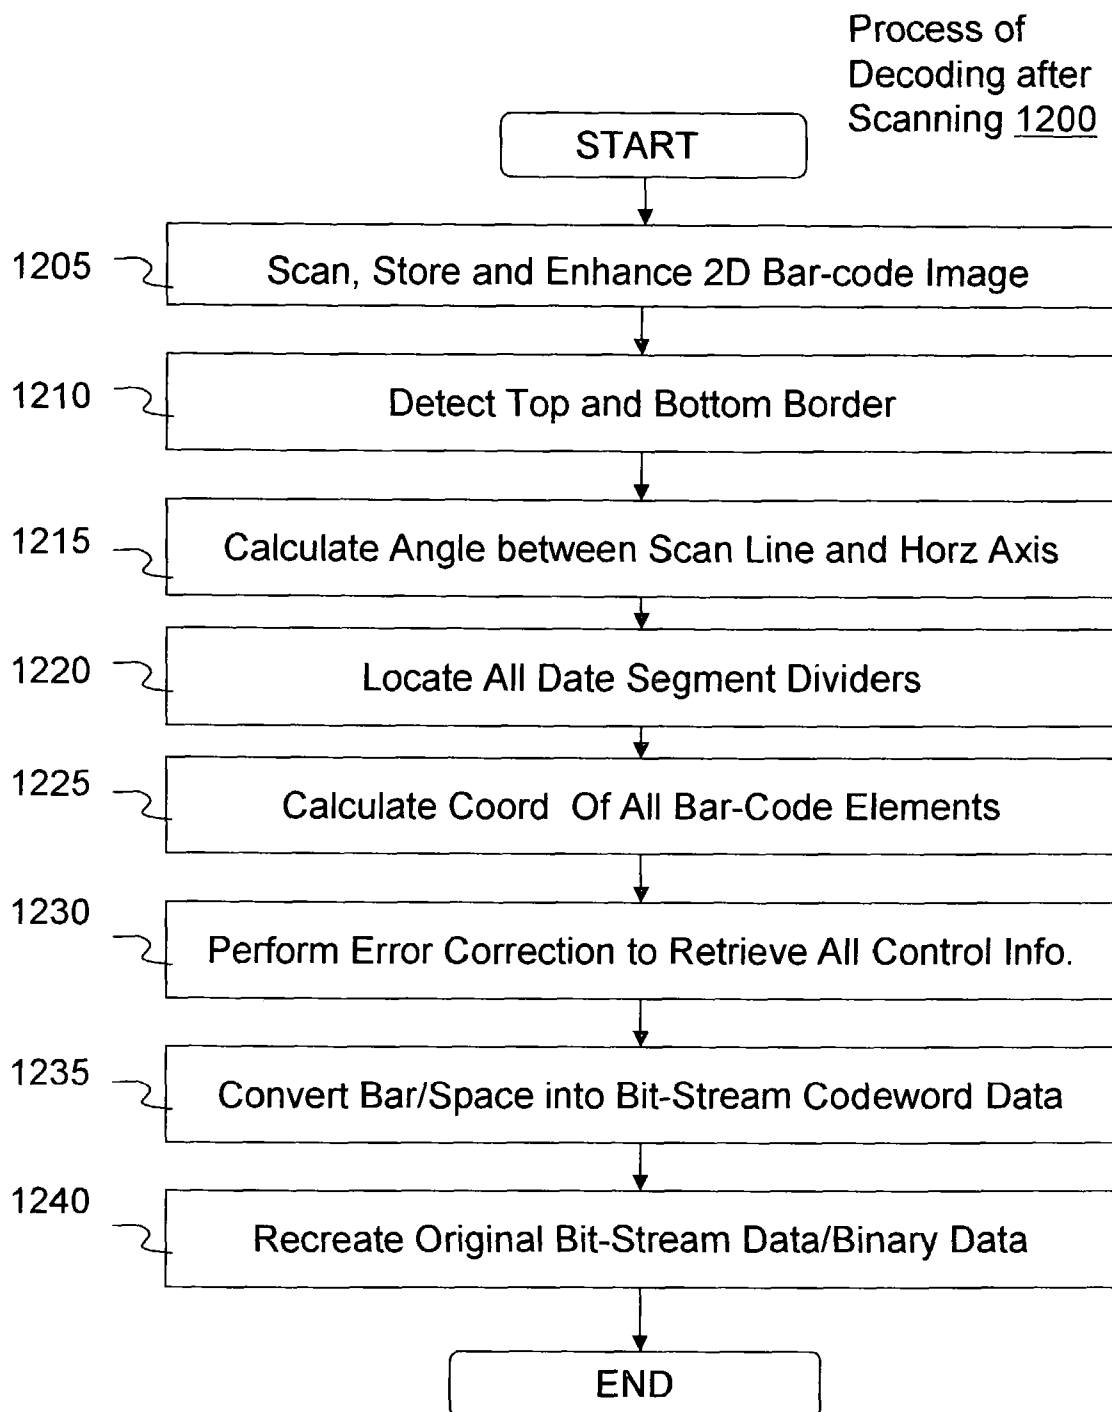 Process of
Decoding after
Scanning 1200
START
1205
Scan, Store and Enhance 2D Bar-code Image
1210
Detect Top and Bottom Border
1215
Calculate Angle between Scan Line and Horz Axis
1220
Locate All Date Segment Dividers
1225
Calculate Coord Of All Bar-Code Elements
1230
Perform Error Correction to Retrieve All Control Info.
1235
Convert Bar/Space into Bit-Stream Codeword Data
1240
Recreate Original Bit-Stream Data/Binary Data
END